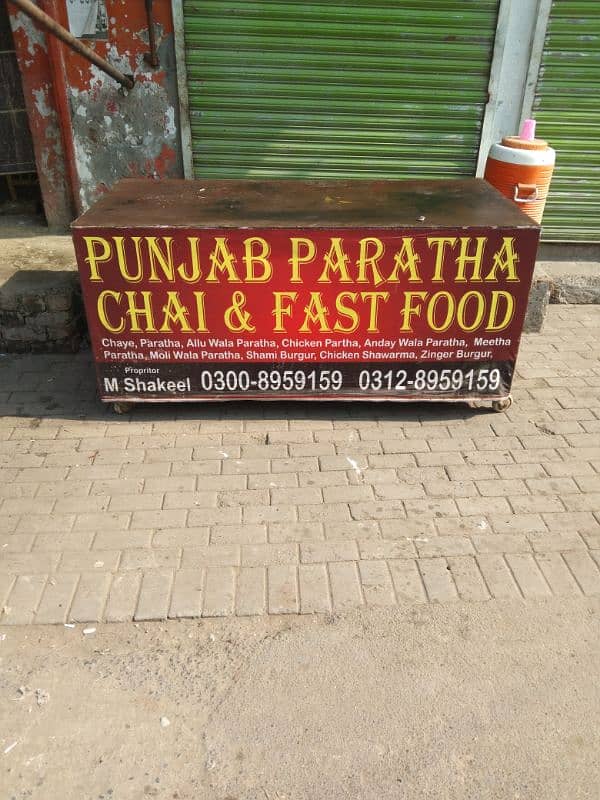 PUNJAB PARATHA
CHAI & FAST FOOD
Chaye, Paratha, Allu Wala Paratha, Chicken Partha, Anday Wala Paratha, Meetha
Paratha, Moli Wala Paratha, Shami Burgur, Chicken Shawarma, Zinger Burgur,
Propritor
M Shakeel 0300-8959159 0312-8959159